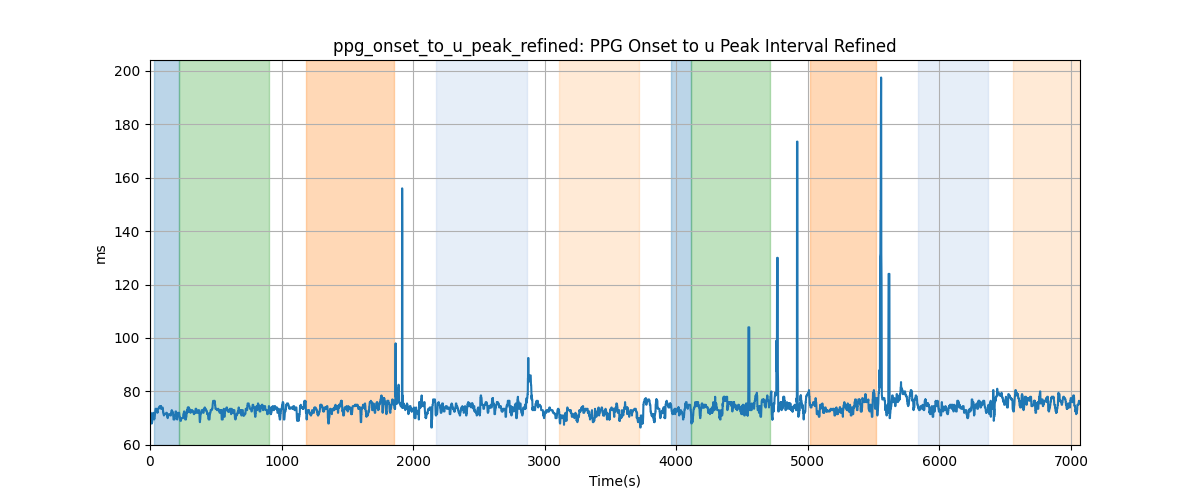 ppg_onset_to_u_peak_refined: PPG Onset to u Peak Interval Refined
200
180
160
140
120
100
80
60
ms
0 1000 2000 3000 4000 5000 6000 7000
Time(s)